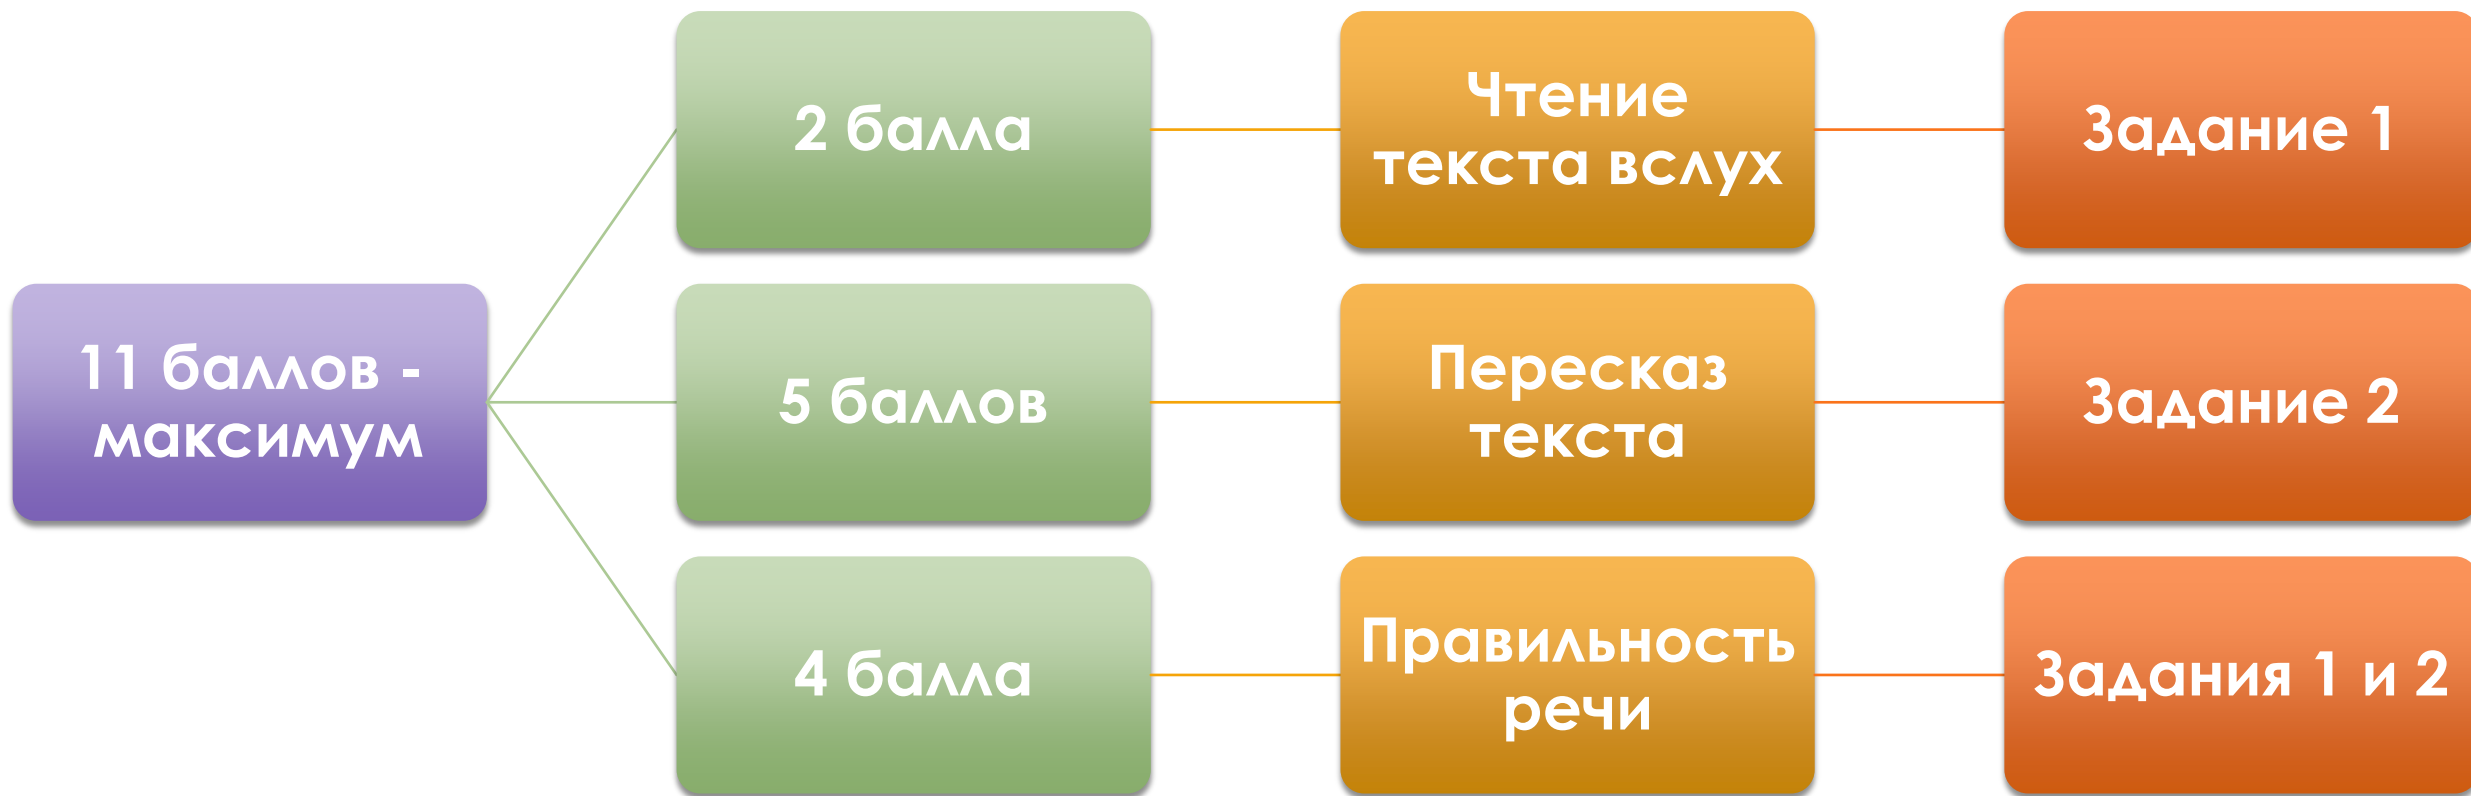 2 балла
Чтение
текста вслух
Задание 1
11 баллов -
максимум
5 баллов
Пересказ
текста
Задание 2
4 балла
Правильность
речи
Задания 1 и 2